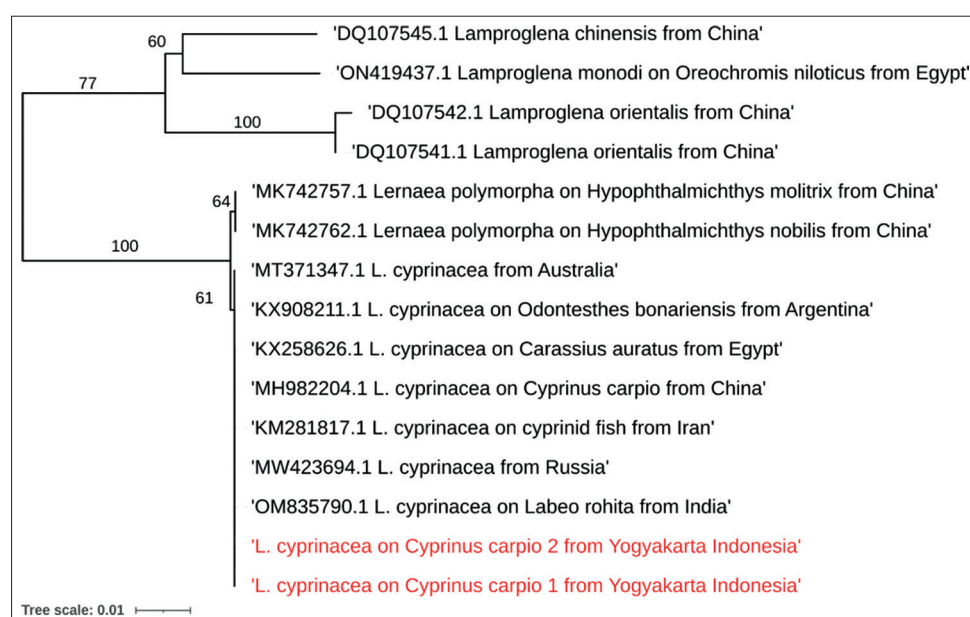 60
'DQ107545.1 Lamproglena chinensis from China'
'ON419437.1 Lamproglena monodi on Oreochromis niloticus from Egypt'
77
'DQ107542.1 Lamproglena orientalis from China'
100
'DQ107541.1 Lamproglena orientalis from China'
'MK742757.1 Lernaea polymorpha on Hypophthalmichthys molitrix from China'
64
'MK742762.1 Lernaea polymorpha on Hypophthalmichthys nobilis from China'
100
'MT371347.1 L. cyprinacea from Australia'
61
'KX908211.1 L. cyprinacea on Odontesthes bonariensis from Argentina'
'KX258626.1 L. cyprinacea on Carassius auratus from Egypt'
'MH982204.1 L. cyprinacea on Cyprinus carpio from China'
'KM281817.1 L. cyprinacea on cyprinid fish from Iran'
'MW423694.1 L. cyprinacea from Russia'
'OM835790.1 L. cyprinacea on Labeo rohita from India'
'L. cyprinacea on Cyprinus carpio 2 from Yogyakarta Indonesia'
'L. cyprinacea on Cyprinus carpio 1 from Yogyakarta Indonesia'
Tree scale: 0.01